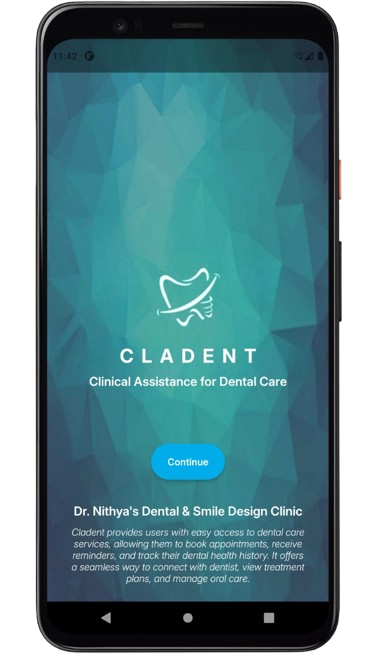 11:42
CLADENT
Clinical Assistance for Dental Care
Continue
Dr. Nithya's Dental & Smile Design Clinic
Cladent provides users with easy access to dental care
services, allowing them to book appointments, receive
reminders, and track their dental health history. It offers
a seamless way to connect with dentist, view treatment
plans, and manage oral care.